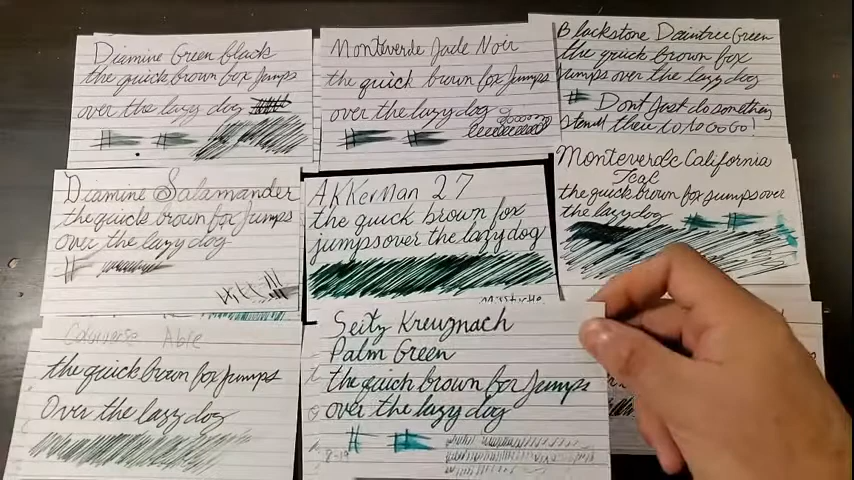 Diamine Green black
the quick brown fox Jumps
over the lazy dog
Monteverde Jade Noir
the quick brown fox Jumps
over the lazy dog
Blackstone Daintree Green
the quick brown fox
jumps over the lazy dog
Dont Just do
Diamine Salamander
the quick brown fox Jumps
over the lazy dog
AKKerman 27
the quick brown fox
jumps over the lazy dog
Monteverde California
Teal
the quick brown fox jumps over
the lazy dog
Colorverse Able
the quick brown fox Jumps
Over the lazy dog
Seitz Kreuznach
Palm Green
the quick brown fox Jumps
over the lazy dog